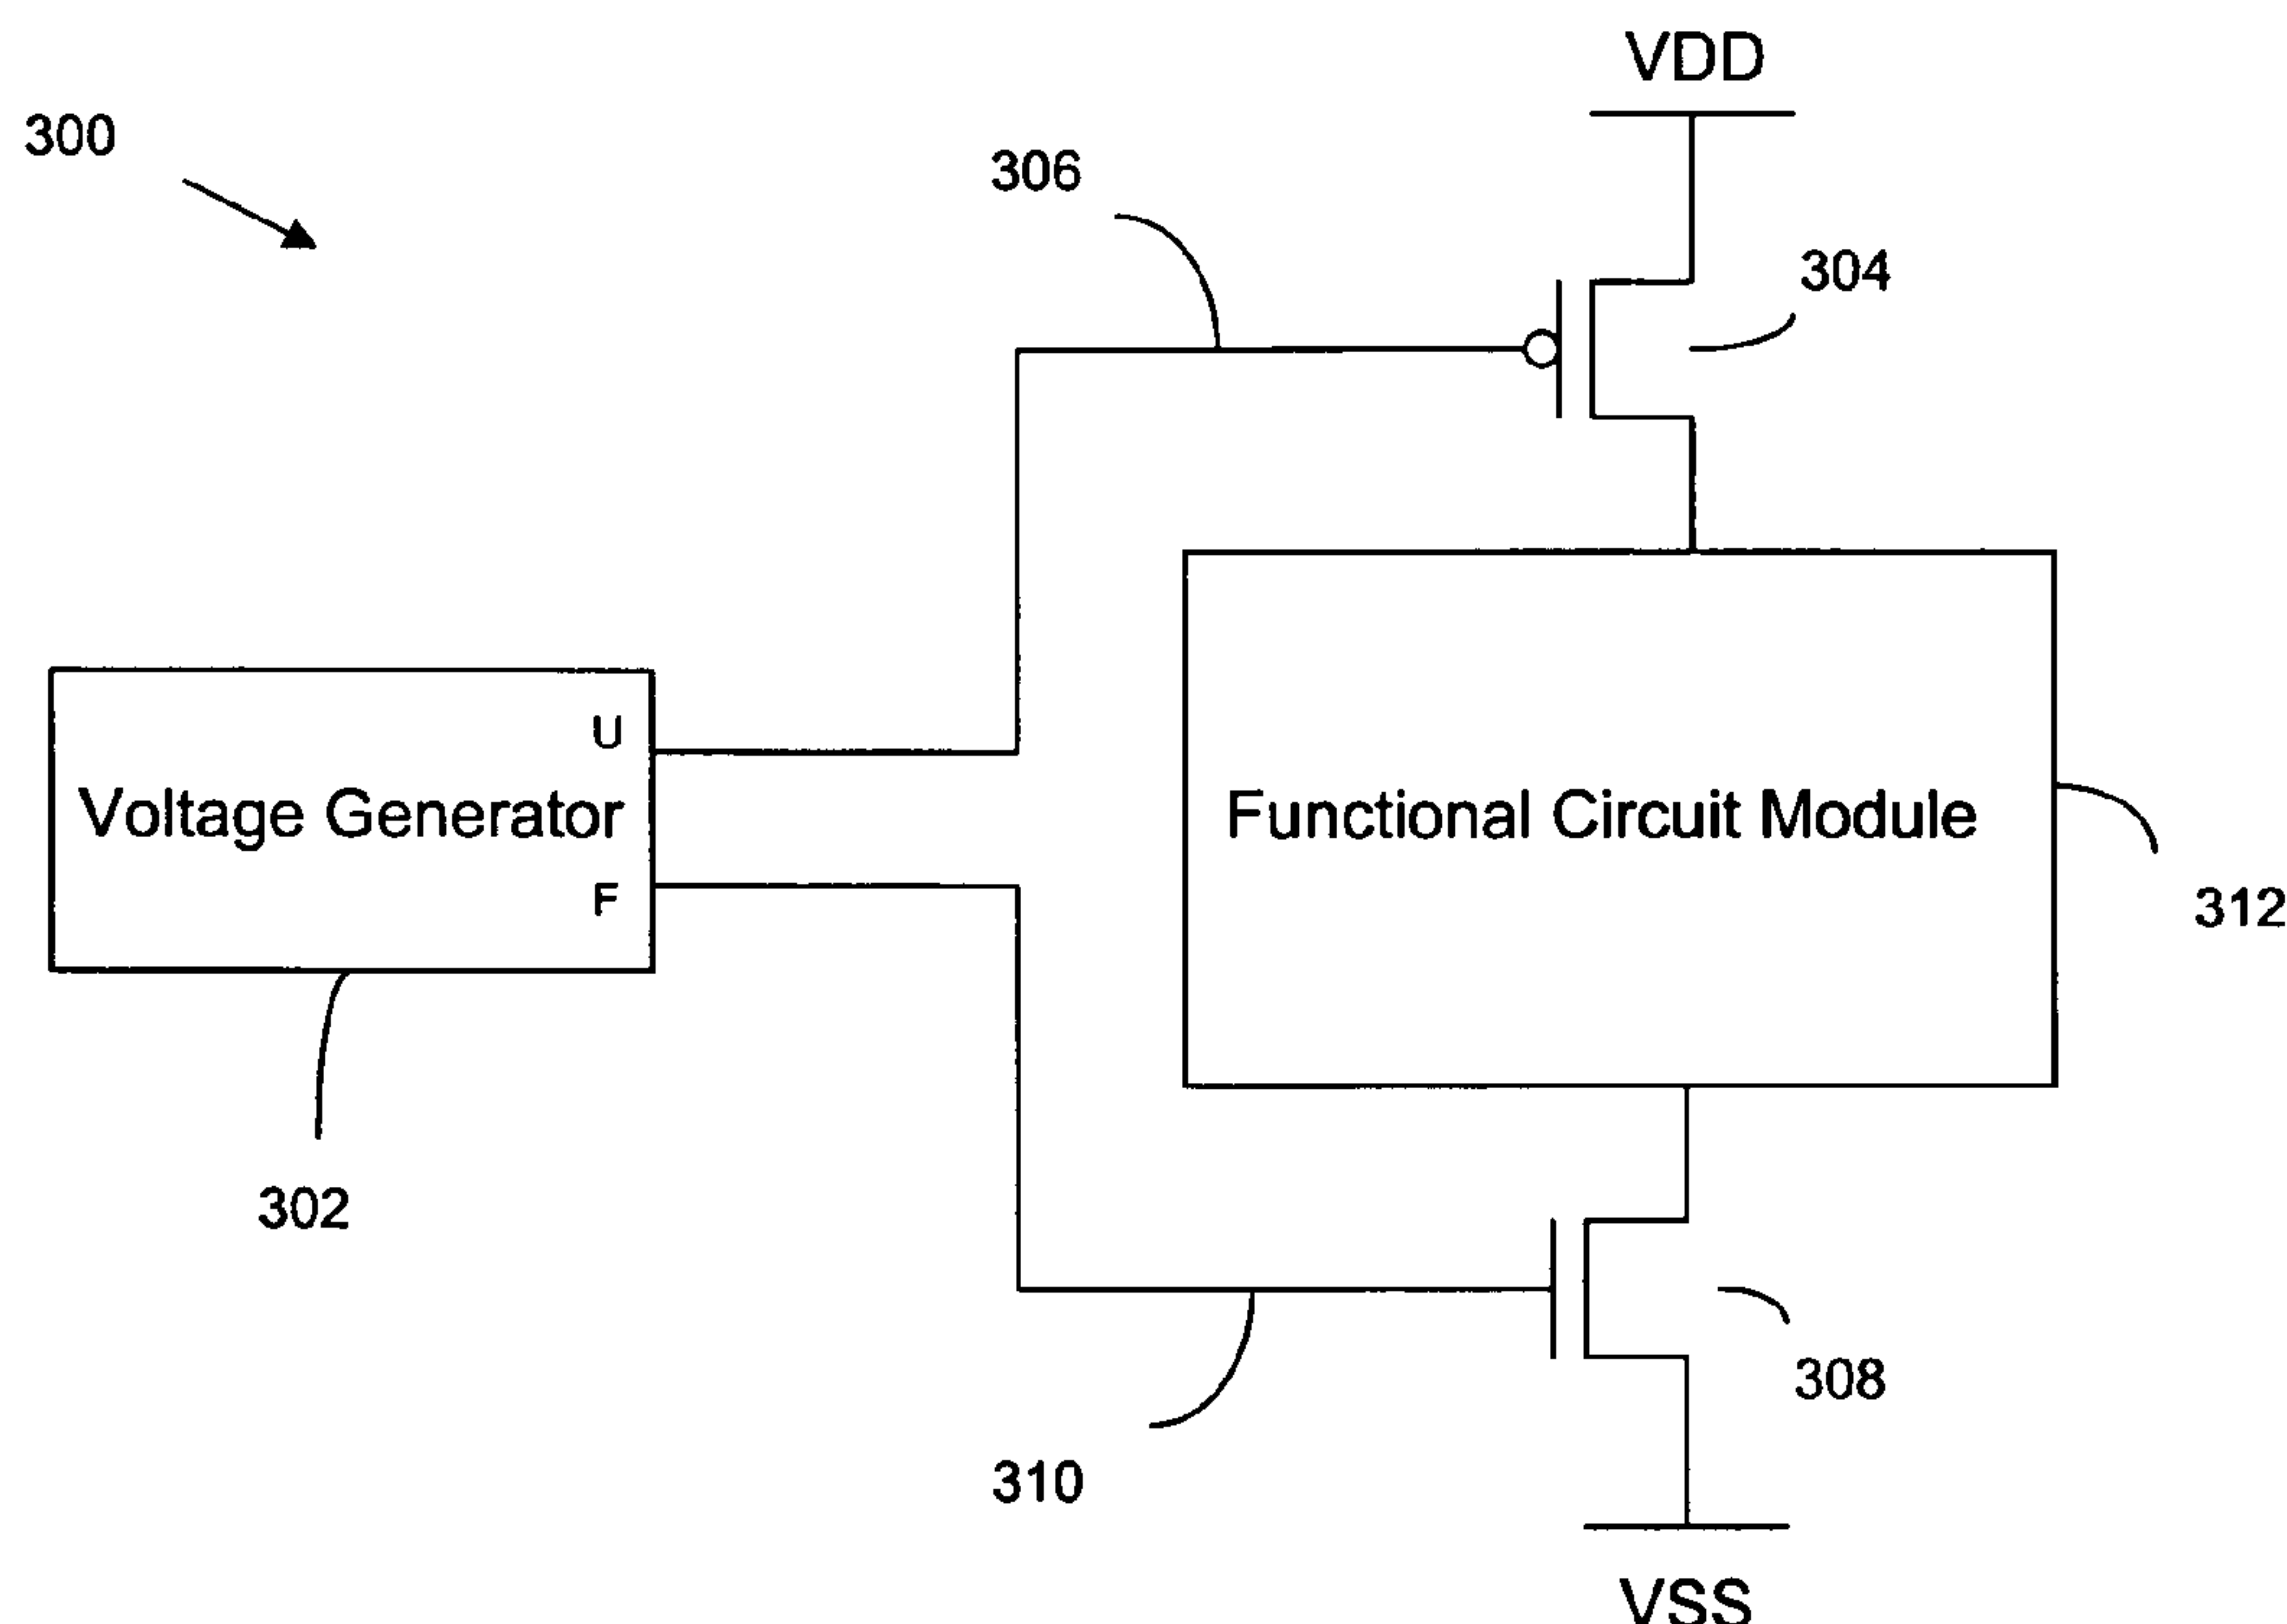 VDD
300
306
304
U
Voltage Generator
F
Functional Circuit Module
312
302
308
310
VSS